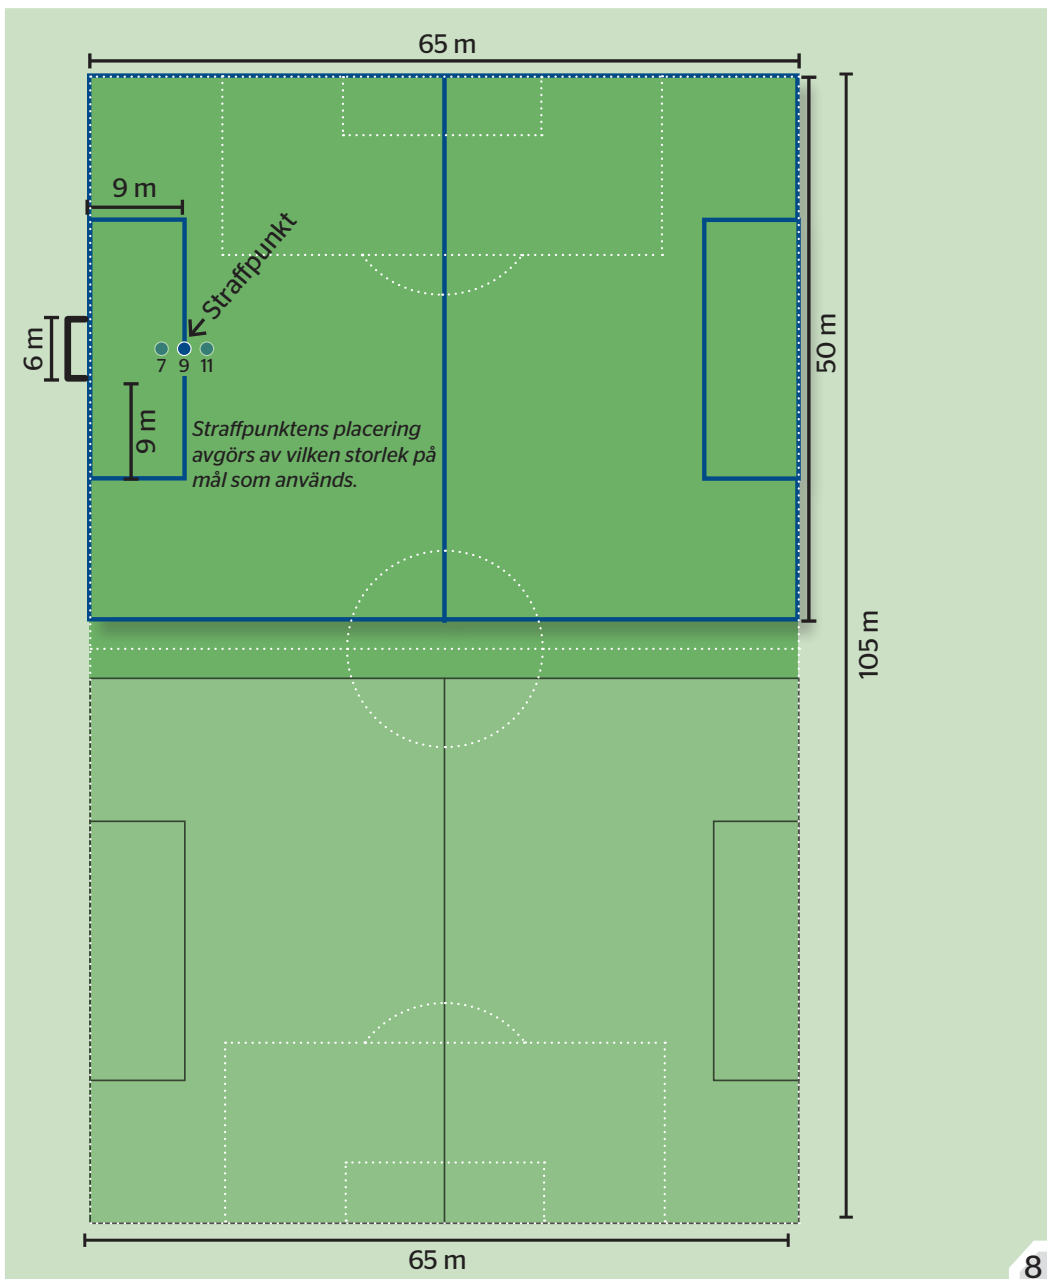 65 m
9 m
Straffpunkt
6 m
7 9 11
50 m
9 m
Straffpunktens placering
avgörs av vilken storlek på
mål som används.
105 m
65 m
8